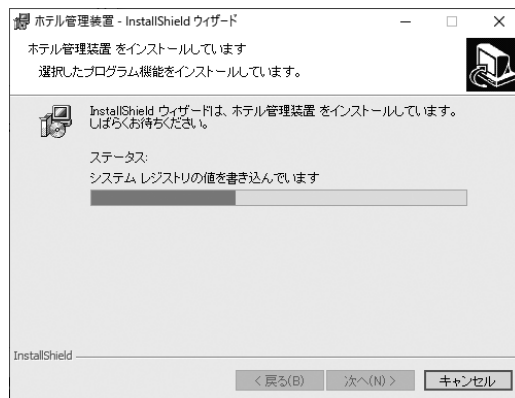 ホテル管理装置 - InstallShield ウィザード
ホテル管理装置 をインストールしています
選択したプログラム機能をインストールしています。
InstallShield ウィザードは、ホテル管理装置 をインストールしています。
しばらくお待ちください。
ステータス:
システム レジストリの値を書き込んでいます
InstallShield
< 戻る(B)
次へ(N) >
キャンセル